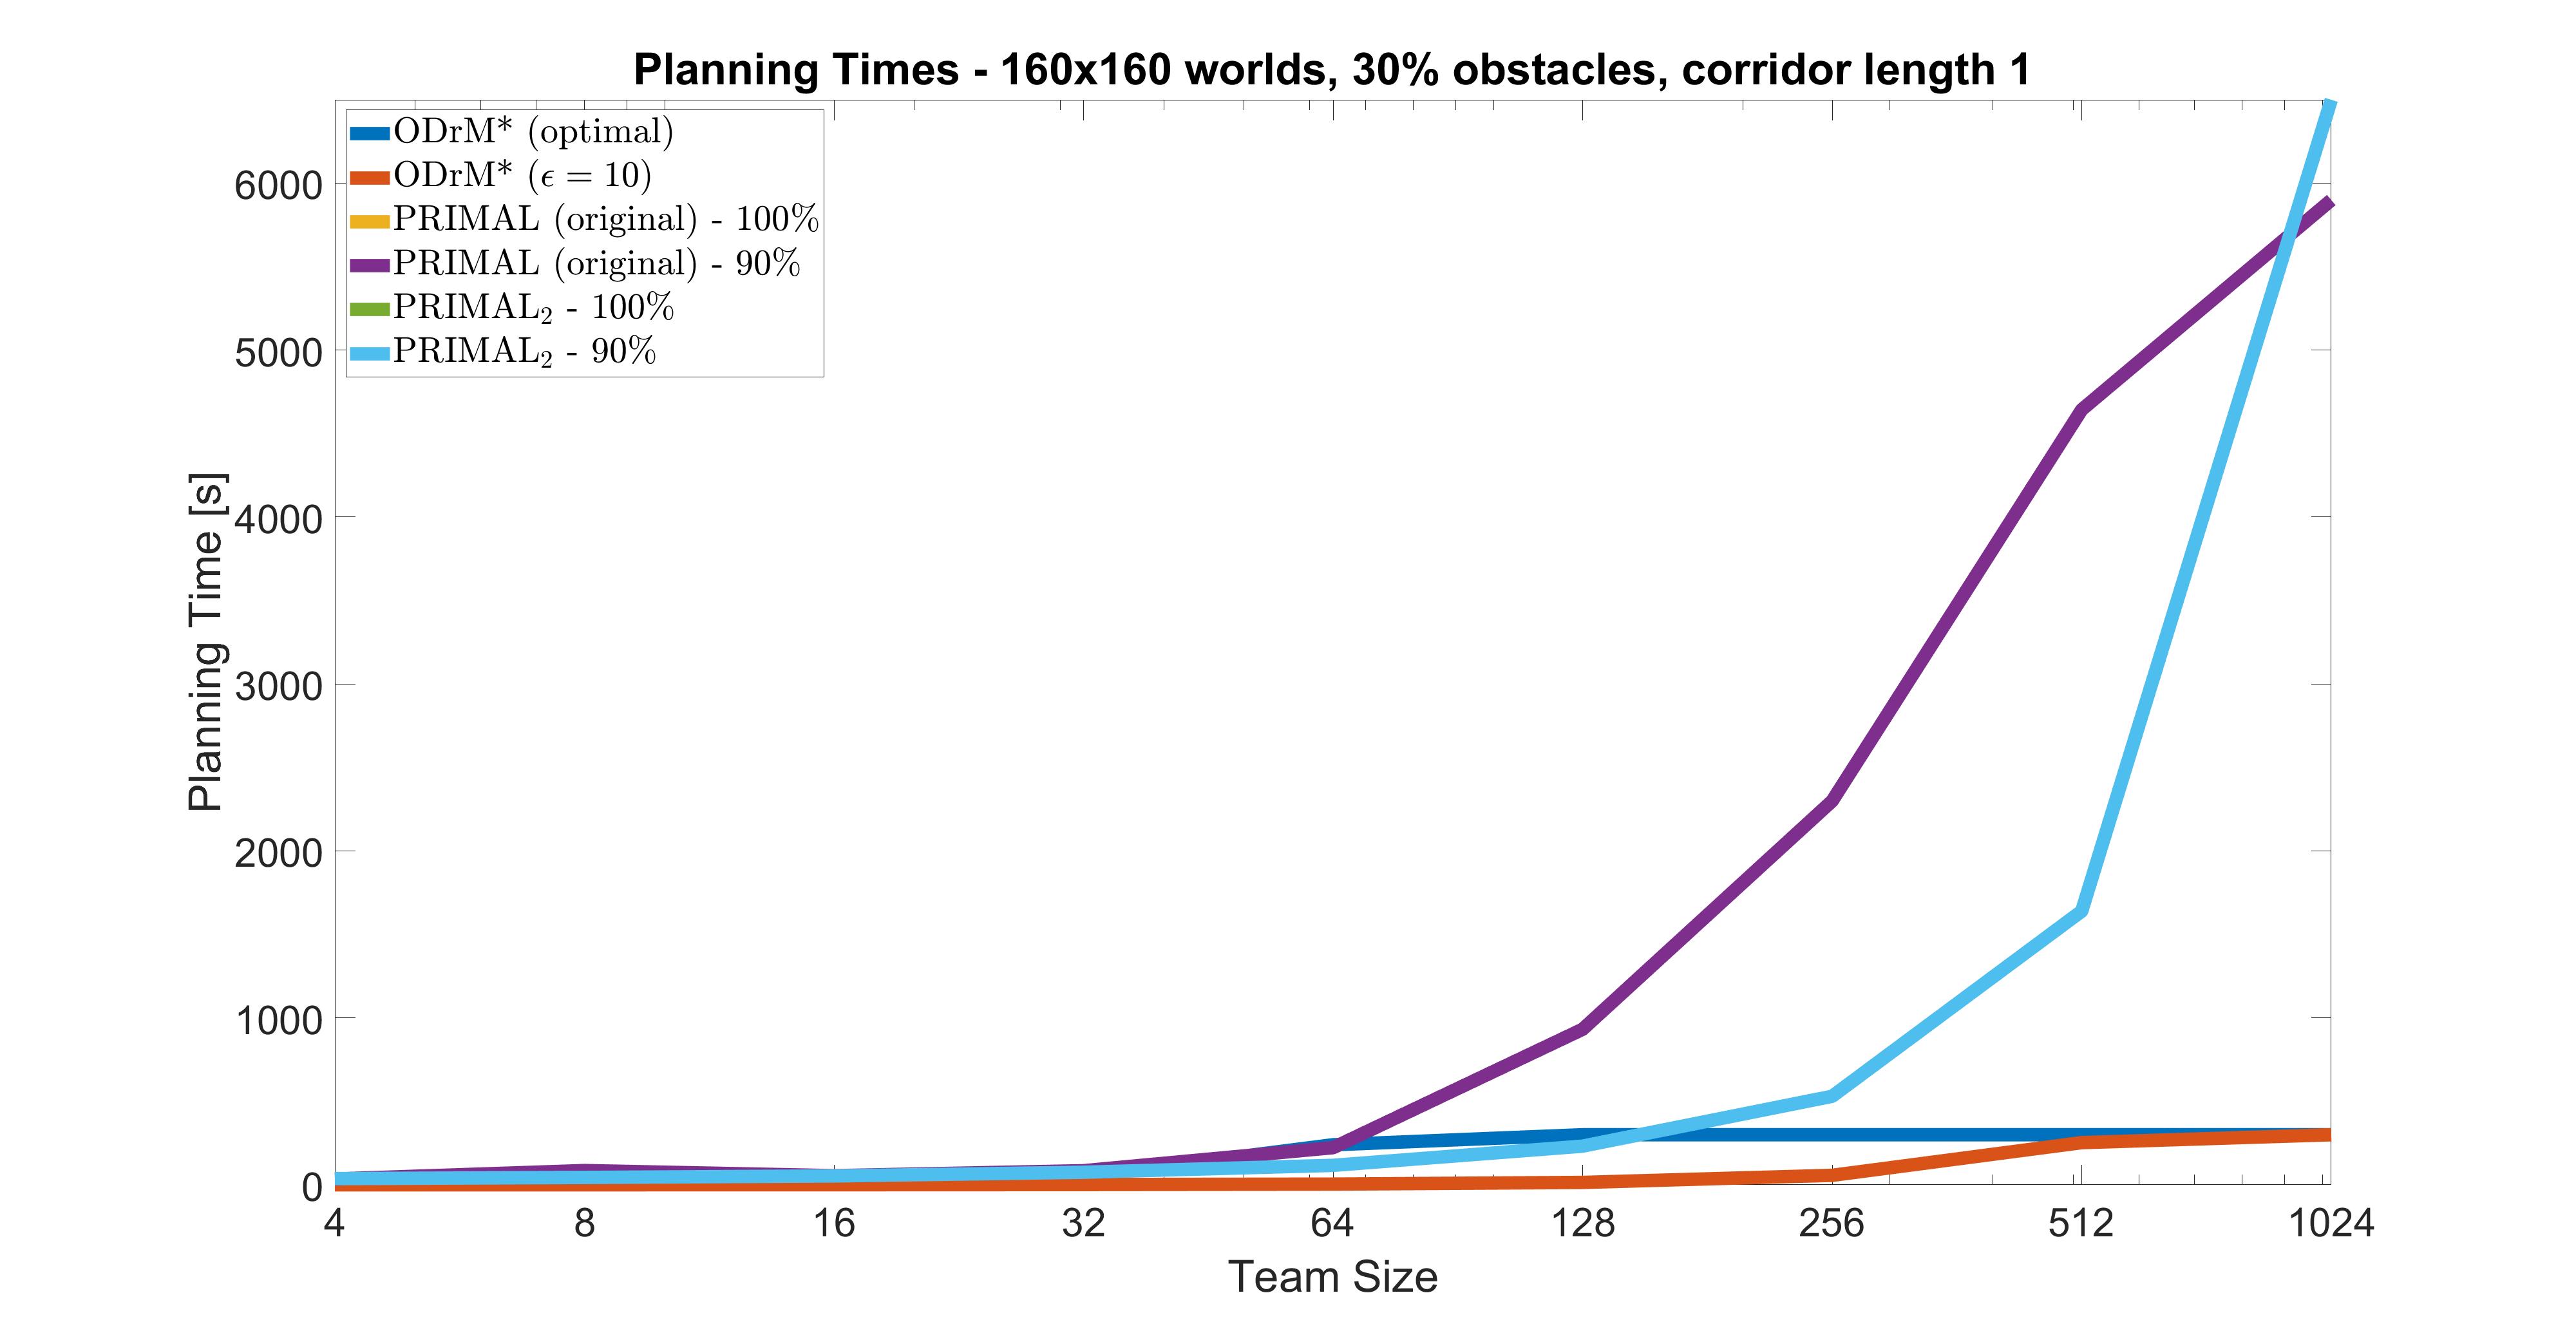 Planning Times - 160x160 worlds, 30% obstacles, corridor length 1
ODrM* (optimal)
ODrM* (ϵ = 10)
PRIMAL (original) - 100%
PRIMAL (original) - 90%
PRIMAL₂ - 100%
PRIMAL₂ - 90%
6000
5000
4000
3000
2000
1000
0
Planning Time [s]
4 8 16 32 64 128 256 512 1024
Team Size